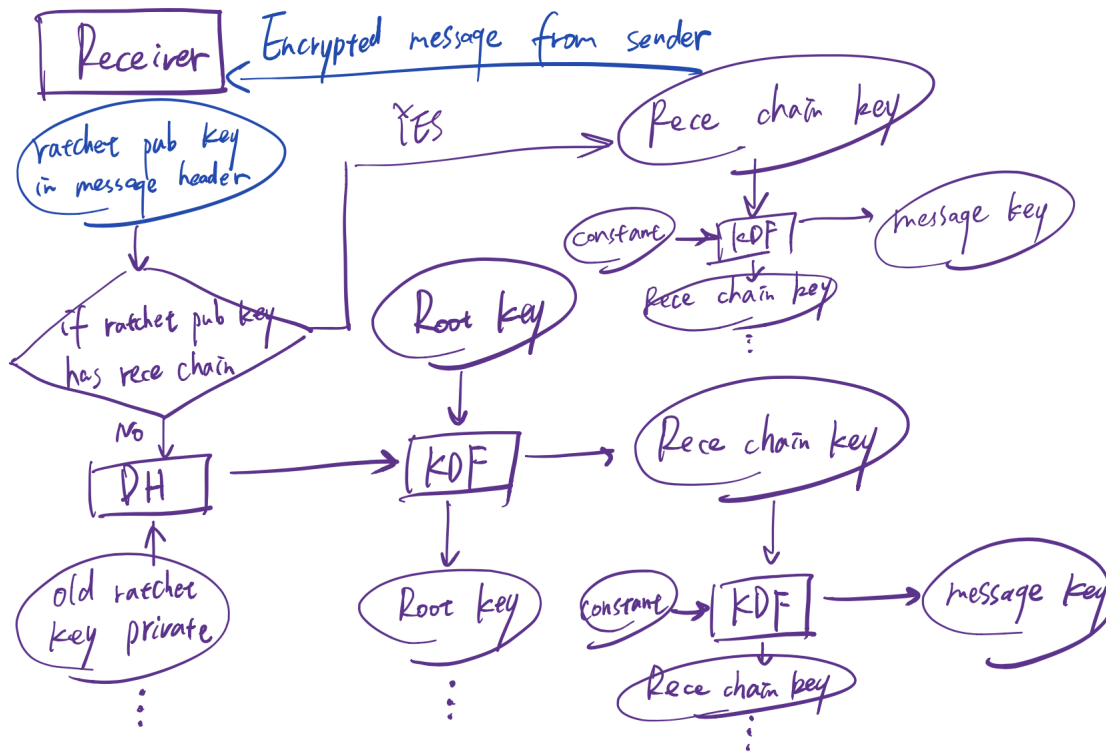 Receiver
Encrypted message from sender
ratchet pub key
in message header
YES
Rece chain key
constant
KDF
message key
Rece chain key
if ratchet pub key
has rece chain
Root key
No
DH
KDF
Rece chain key
old ratchet
key private
Root key
constant
KDF
message key
Rece chain key